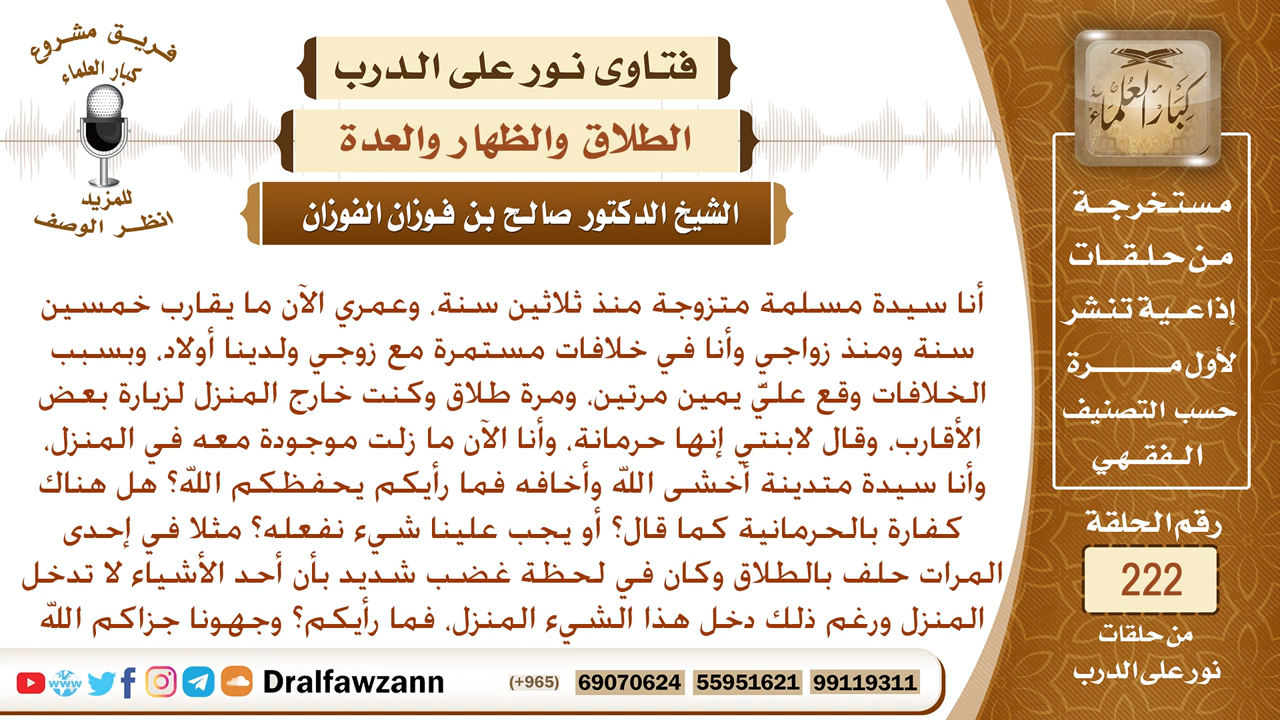 فريق مشروع
كبار العلماء
للمزيد
انظر الوصف
فتاوى نور على الدرب
الطلاق والظهار والعدة
الشيخ الدكتور صالح بن فوزان الفوزان
أنا سيدة مسلمة متزوجة منذ ثلاثين سنة، وعمري الآن ما يقارب خمسين
سنة ومنذ زواجي وأنا في خلافات مستمرة مع زوجي ولدينا أولاد، وبسبب
الخلافات وقع عليّ يمين مرتين، ومرة طلاق وكنت خارج المنزل لزيارة بعض
الأقارب، وقال لابنتي إنها حرمانة، وأنا الآن ما زلت موجودة معه في المنزل،
وأنا سيدة متدينة أخشى الله وأخافه فما رأيكم يحفظكم الله؟ هل هناك
كفارة بالحرمانية كما قال؟ أو يجب علينا شيء نفعله؟ مثلا في إحدى
المرات حلف بالطلاق وكان في لحظة غضب شديد بأن أحد الأشياء لا تدخل
المنزل ورغم ذلك دخل هذا الشيء المنزل، فما رأيكم؟ وجهونا جزاكم الله
كبار العلماء
مستخرجة
من حلقات
إذاعية تنشر
لأول مرة
حسب التصنيف
الفقهي
رقم الحلقة
222
من حلقات
نور على الدرب
www Dralfawzann (+965) 69070624 55951621 99119311